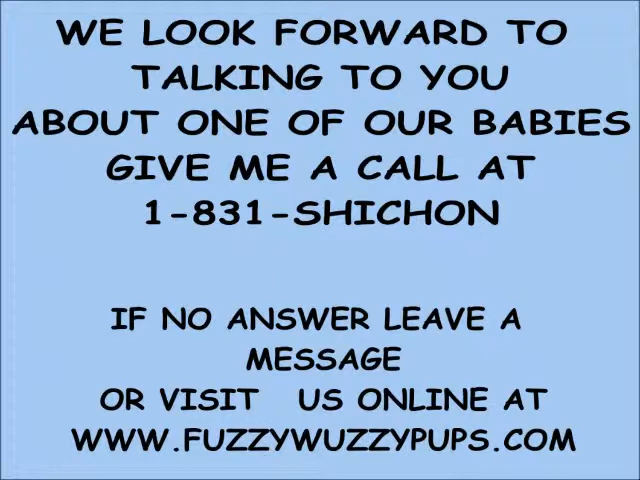 WE LOOK FORWARD TO
TALKING TO YOU
ABOUT ONE OF OUR BABIES
GIVE ME A CALL AT
1-831-SHICHON
IF NO ANSWER LEAVE A
MESSAGE
OR VISIT US ONLINE AT
WWW.FUZZYWUZZYPUPS.COM